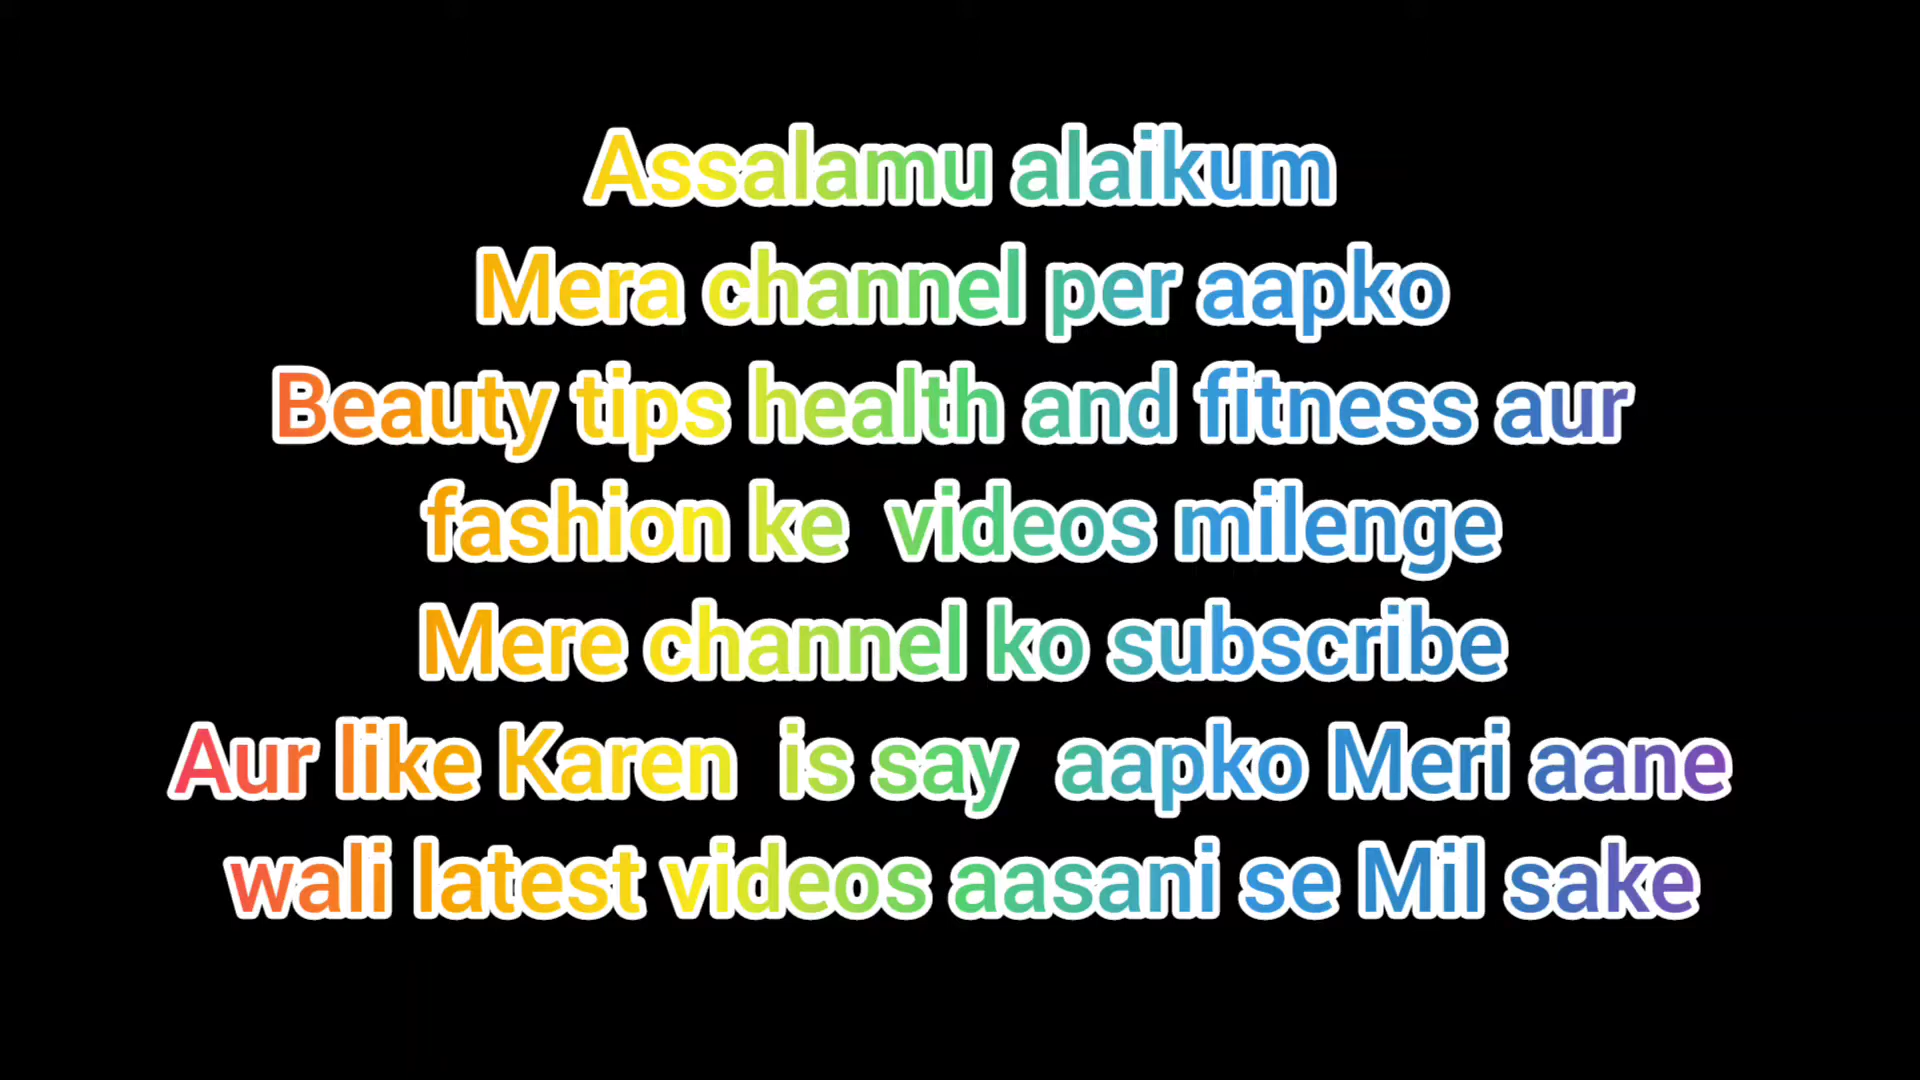 Assalamu alaikum
Mera channel per aapko
Beauty tips health and fitness aur
fashion ke videos milenge
Mere channel ko subscribe
Aur like Karen is say aapko Meri aane
wali latest videos aasani se Mil sake